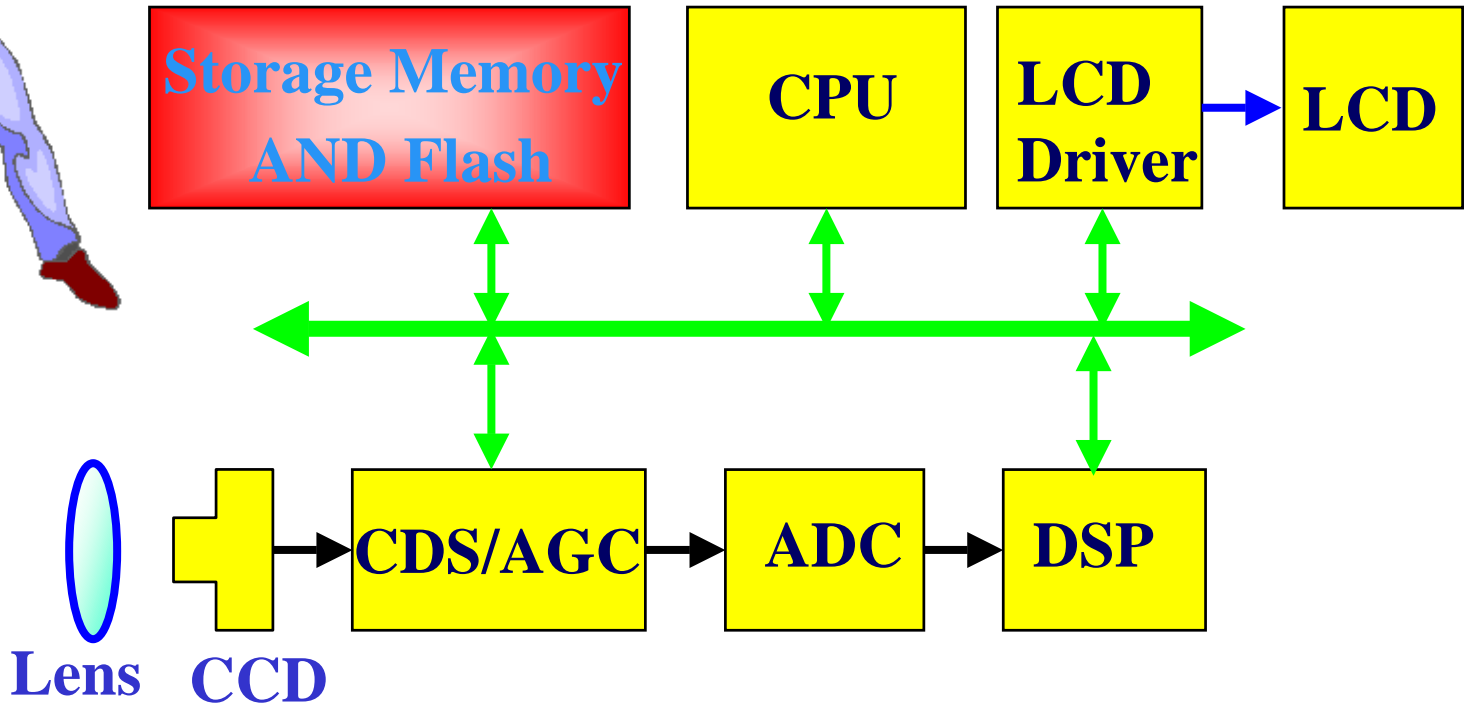 Storage Memory
AND Flash
CPU
LCD
Driver
LCD
CDS/AGC
ADC
DSP
Lens
CCD